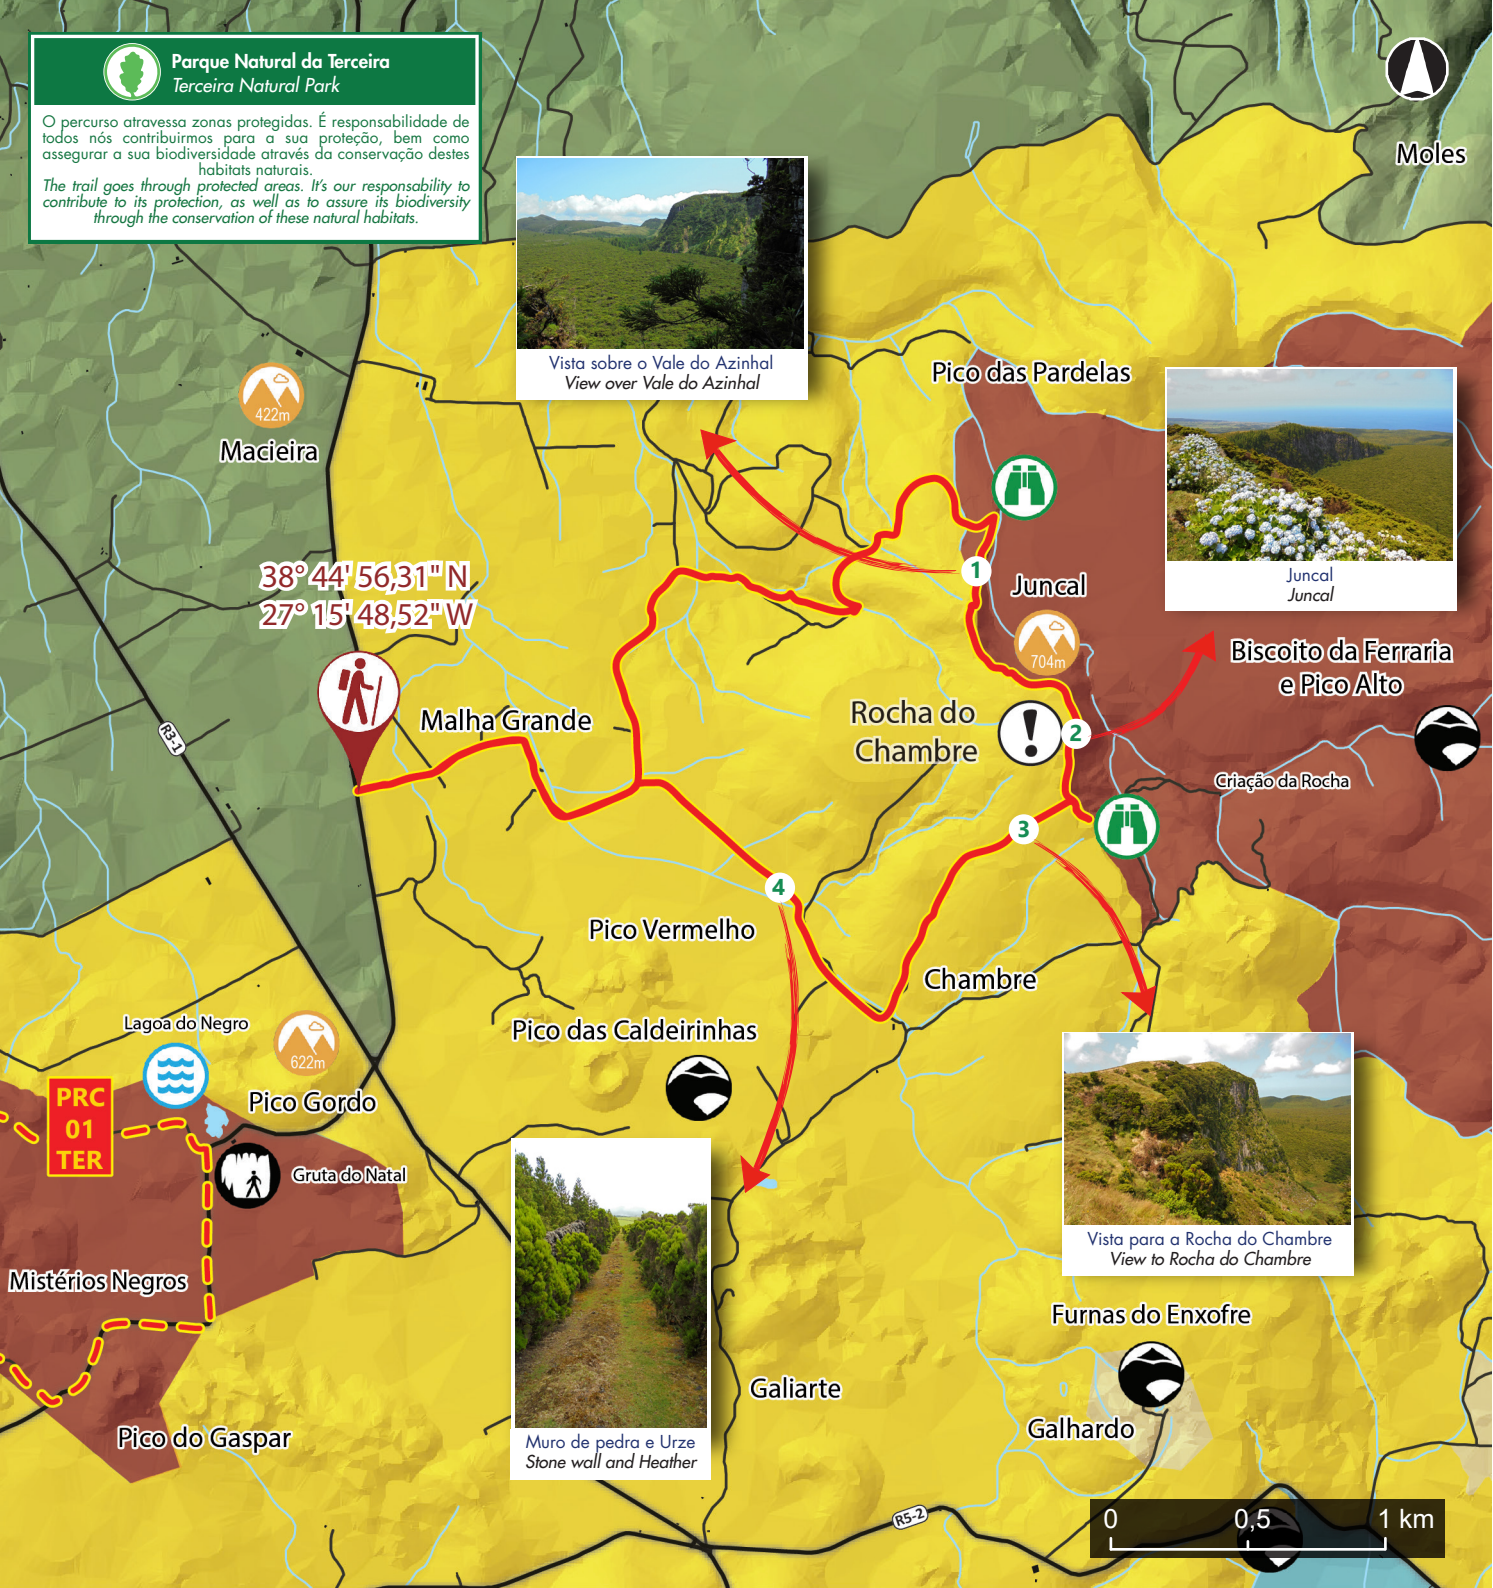 Parque Natural da Terceira
Terceira Natural Park
O percurso atravessa zonas protegidas. É responsabilidade de
todos nós contribuirmos para a sua proteção, bem como
assegurar a sua biodiversidade através da conservação destes
habitats naturais.
The trail goes through protected areas. It's our responsability to
contribute to its protection, as well as to assure its biodiversity
through the conservation of these natural habitats.
Moles
Vista sobre o Vale do Azinhal
View over Vale do Azinhal
Pico das Pardelas
422m
Macieira
Juncal
Juncal
38° 44' 56,31" N
27° 15' 48,52" W
1
Juncal
704m
Biscoito da Ferraria
e Pico Alto
Malha Grande
Rocha do
Chambre
2
R3-1
Criação da Rocha
3
4
Pico Vermelho
Chambre
Lagoa do Negro
Pico das Caldeirinhas
622m
Pico Gordo
PRC
01
TER
Gruta do Natal
Vista para a Rocha do Chambre
View to Rocha do Chambre
Mistérios Negros
Furnas do Enxofre
Galiarte
Galhardo
Pico do Gaspar
Muro de pedra e Urze
Stone wall and Heather
R5-2
0 0,5 1 km